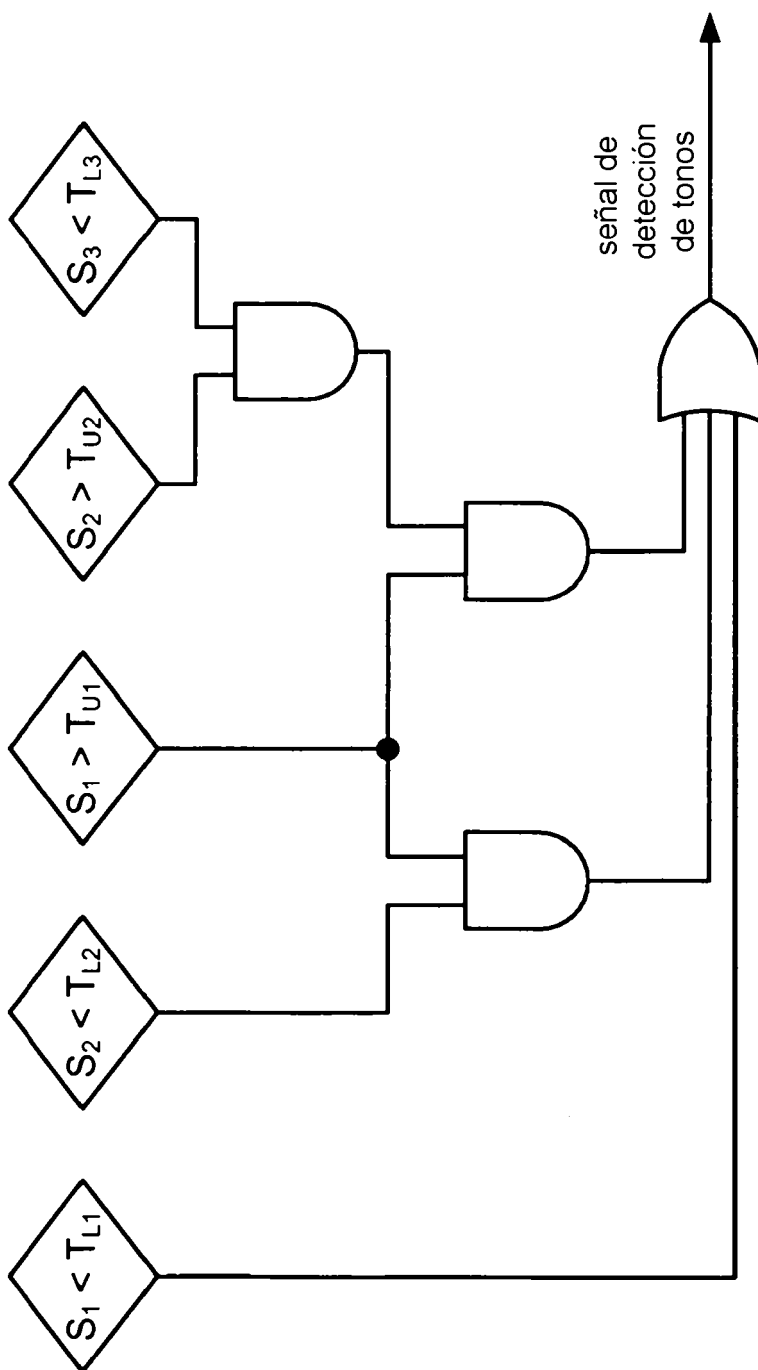 S₁ < T_L1
S₂ < T_L2
S₁ > T_U1
S₂ > T_U2
S₃ < T_L3
señal de
detección
de tonos